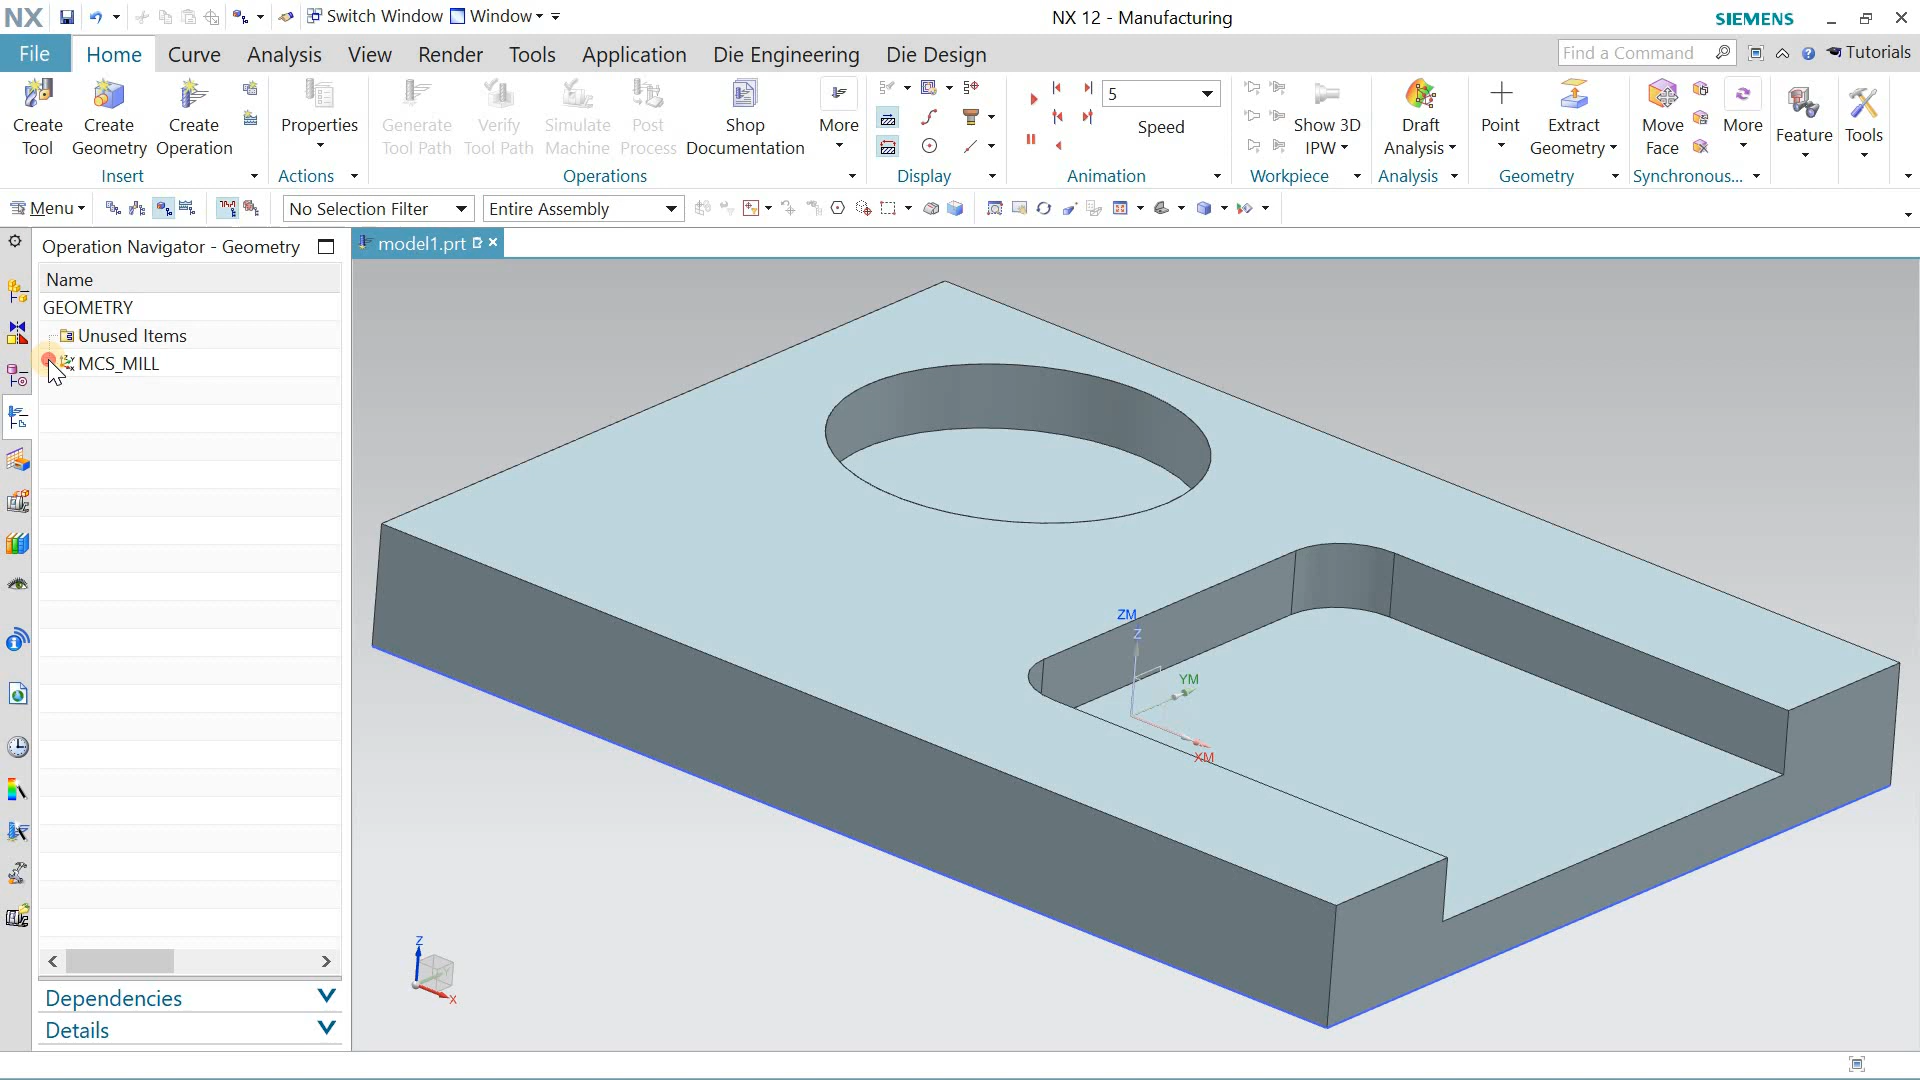 NX Switch Window Window NX 12 - Manufacturing SIEMENS
File Home Curve Analysis View Render Tools Application Die Engineering Die Design Find a Command Tutorials
Create Tool
Create Geometry
Create Operation
Properties
Generate Tool Path
Verify Tool Path
Simulate Machine
Post Process
Shop Documentation
More
5
Speed
Show 3D IPW
Draft Analysis
Point
Extract Geometry
Move Face
More
Feature
Tools
Insert Actions Operations Display Animation Workpiece Analysis Geometry Synchronous...
Menu No Selection Filter Entire Assembly
Operation Navigator - Geometry
model1.prt
Name
GEOMETRY
Unused Items
MCS_MILL
ZM
Z
YM
XM
Z
X
Dependencies
Details